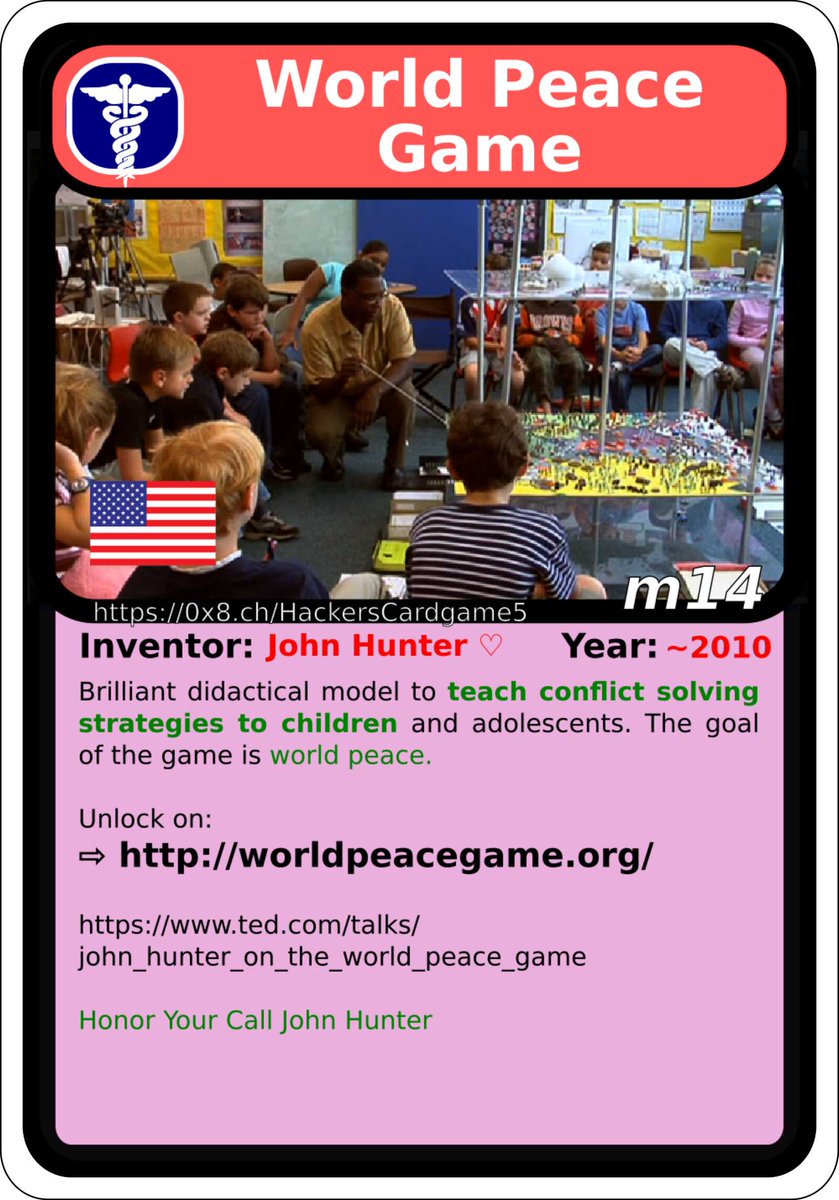 World Peace
Game
m14
https://0x8.ch/HackersCardgame5
Inventor: John Hunter ♡ Year: ~2010
Brilliant didactical model to teach conflict solving
strategies to children and adolescents. The goal
of the game is world peace.
Unlock on:
⇨ http://worldpeacegame.org/
https://www.ted.com/talks/
john_hunter_on_the_world_peace_game
Honor Your Call John Hunter